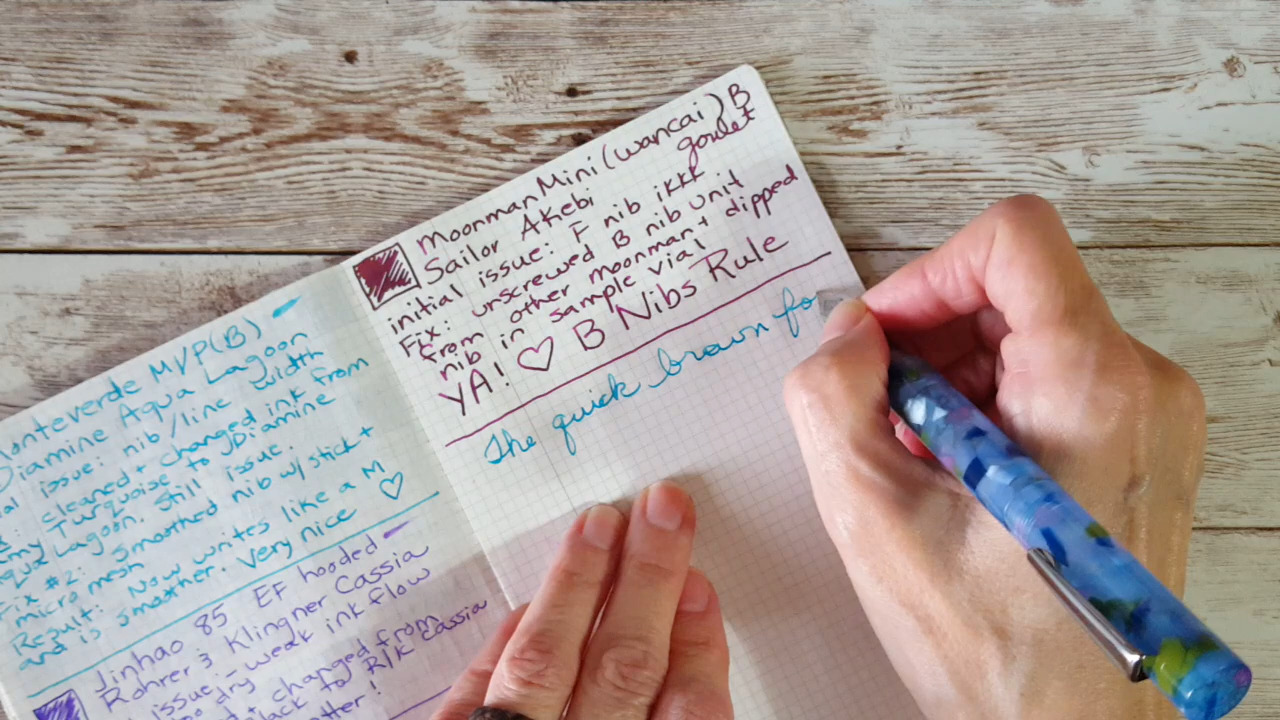 Monteverde MVP(B)
Diamine Aqua Lagoon
issue: nib/line width
cleaned + changed ink from
Turquoise to Diamine
Aqua Lagoon. Still issue.
Fix #2: Smoothed nib w/ stick +
micro mesh
Result: Now writes like a M
and is smoother. Very nice ♡
Jinhao 85 EF hooded
Rohrer & Klingner Cassia
issue: dry - weak ink flow
changed from
to R/K Cassia
Moonman Mini (wancai) B
goulet
Sailor Akebi
initial issue: F nib ikkk
Fix: unscrewed B nib unit
from other moonman + dipped
nib in sample vial
YA! ♡ B Nibs Rule
The quick brown fo